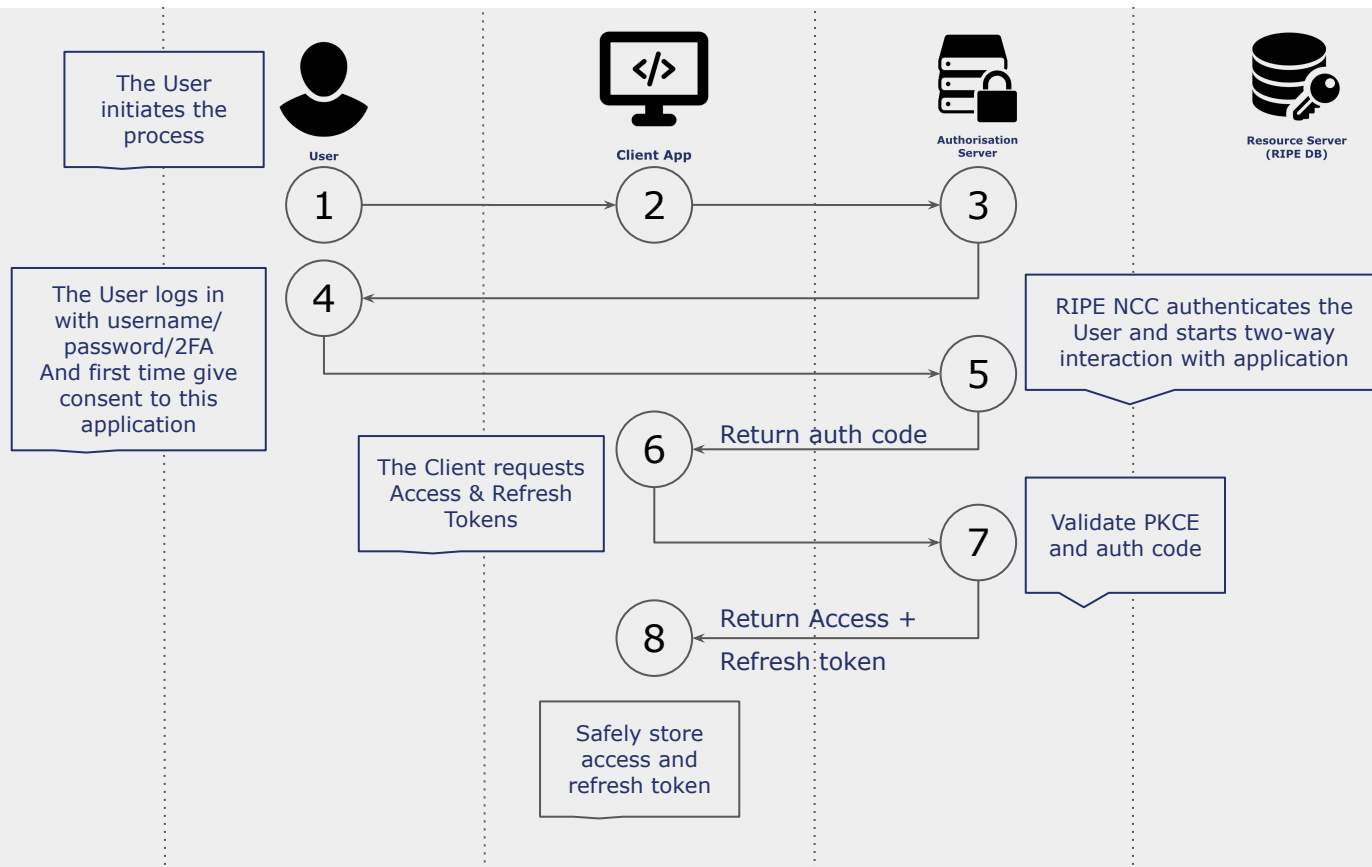 The User
initiates the
process
</>
User
Client App
Authorisation
Server
Resource Server
(RIPE DB)
1
2
3
The User logs in
with username/
password/2FA
And first time give
consent to this
application
4
RIPE NCC authenticates the
User and starts two-way
interaction with application
5
The Client requests
Access & Refresh
Tokens
6
Return auth code
7
Validate PKCE
and auth code
8
Return Access +
Refresh token
Safely store
access and
refresh token